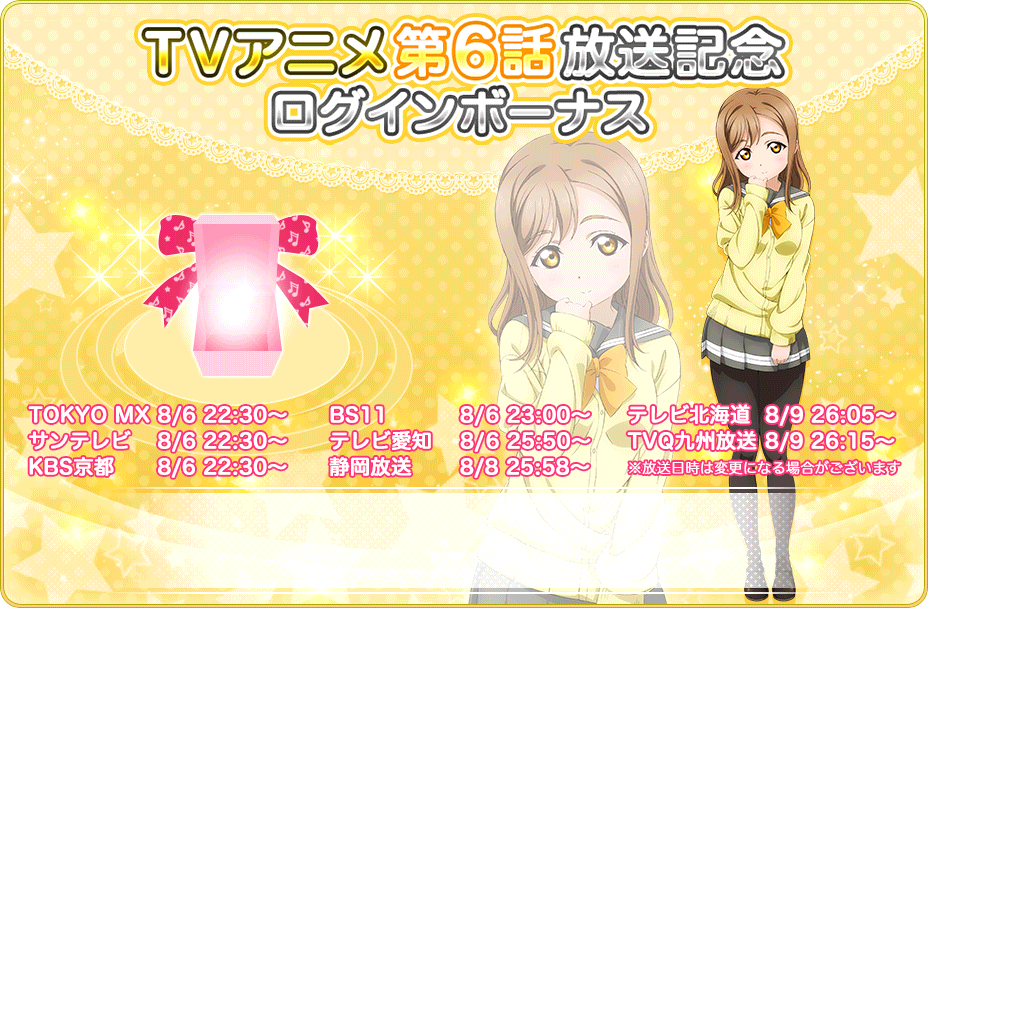 TVアニメ第6話放送記念
ログインボーナス
TOKYO MX 8/6 22:30〜 BS11 8/6 23:00〜 テレビ北海道 8/9 26:05〜
サンテレビ 8/6 22:30〜 テレビ愛知 8/6 25:50〜 TVQ九州放送 8/9 26:15〜
KBS京都 8/6 22:30〜 静岡放送 8/8 25:58〜 ※放送日時は変更になる場合がございます